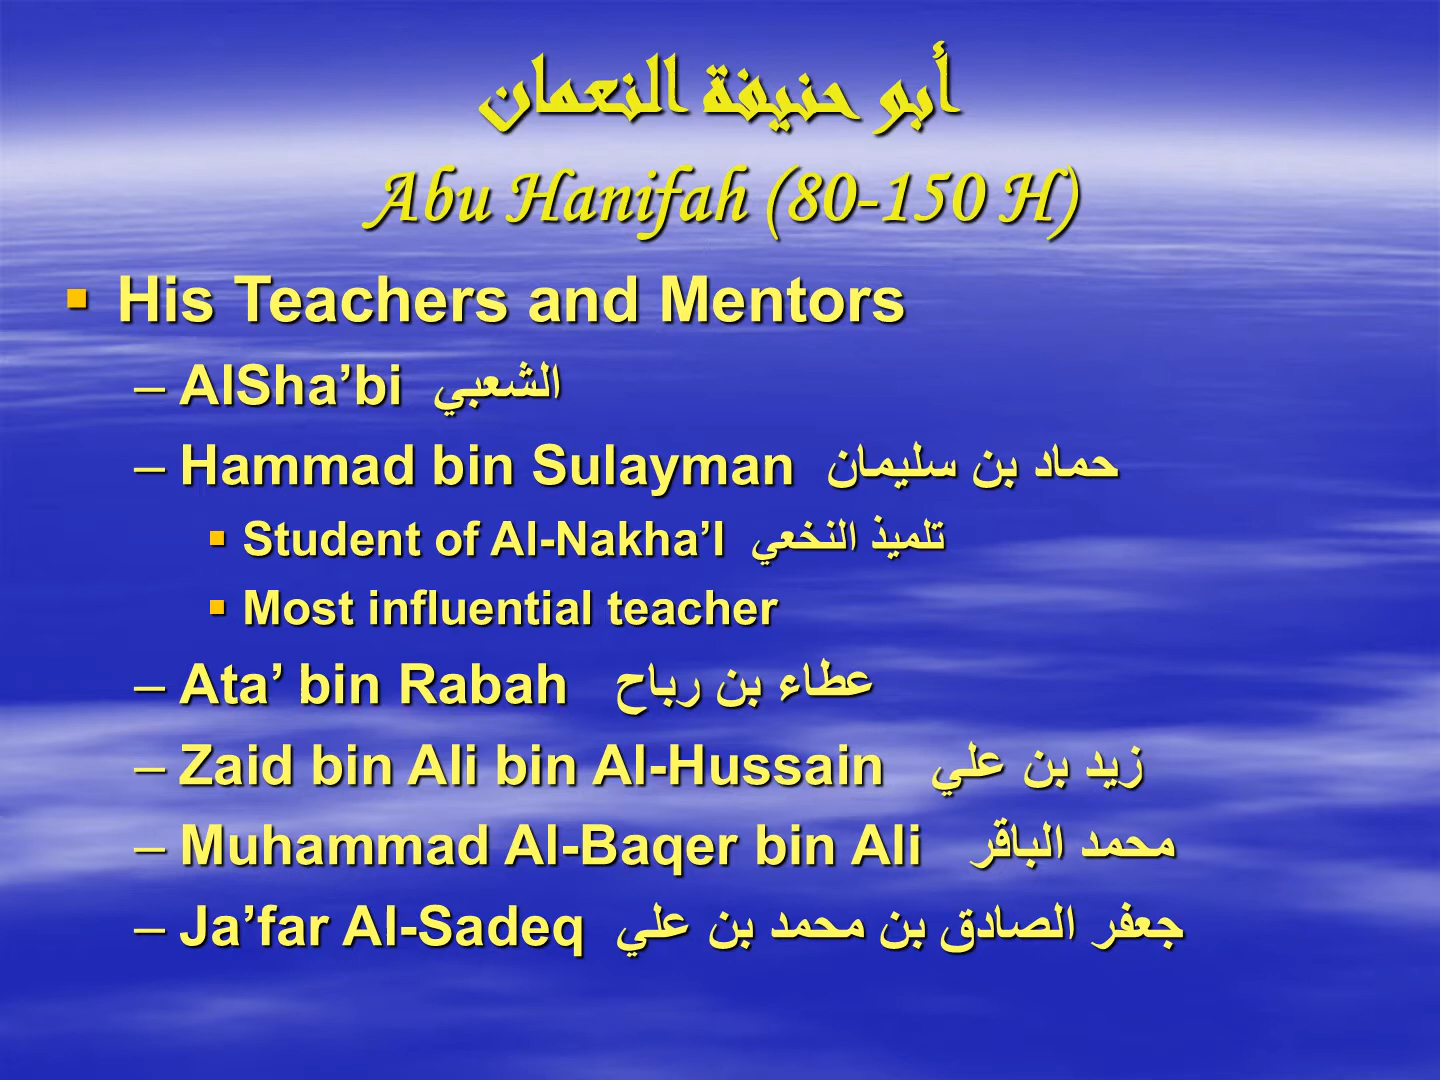 أبو حنيفة النعمان
Abu Hanifah (80-150 H)
▪ His Teachers and Mentors
– AlSha’bi الشعبي
– Hammad bin Sulayman حماد بن سليمان
▪ Student of Al-Nakha’I تلميذ النخعي
▪ Most influential teacher
– Ata’ bin Rabah عطاء بن رباح
– Zaid bin Ali bin Al-Hussain زيد بن علي
– Muhammad Al-Baqer bin Ali محمد الباقر
– Ja’far Al-Sadeq جعفر الصادق بن محمد بن علي